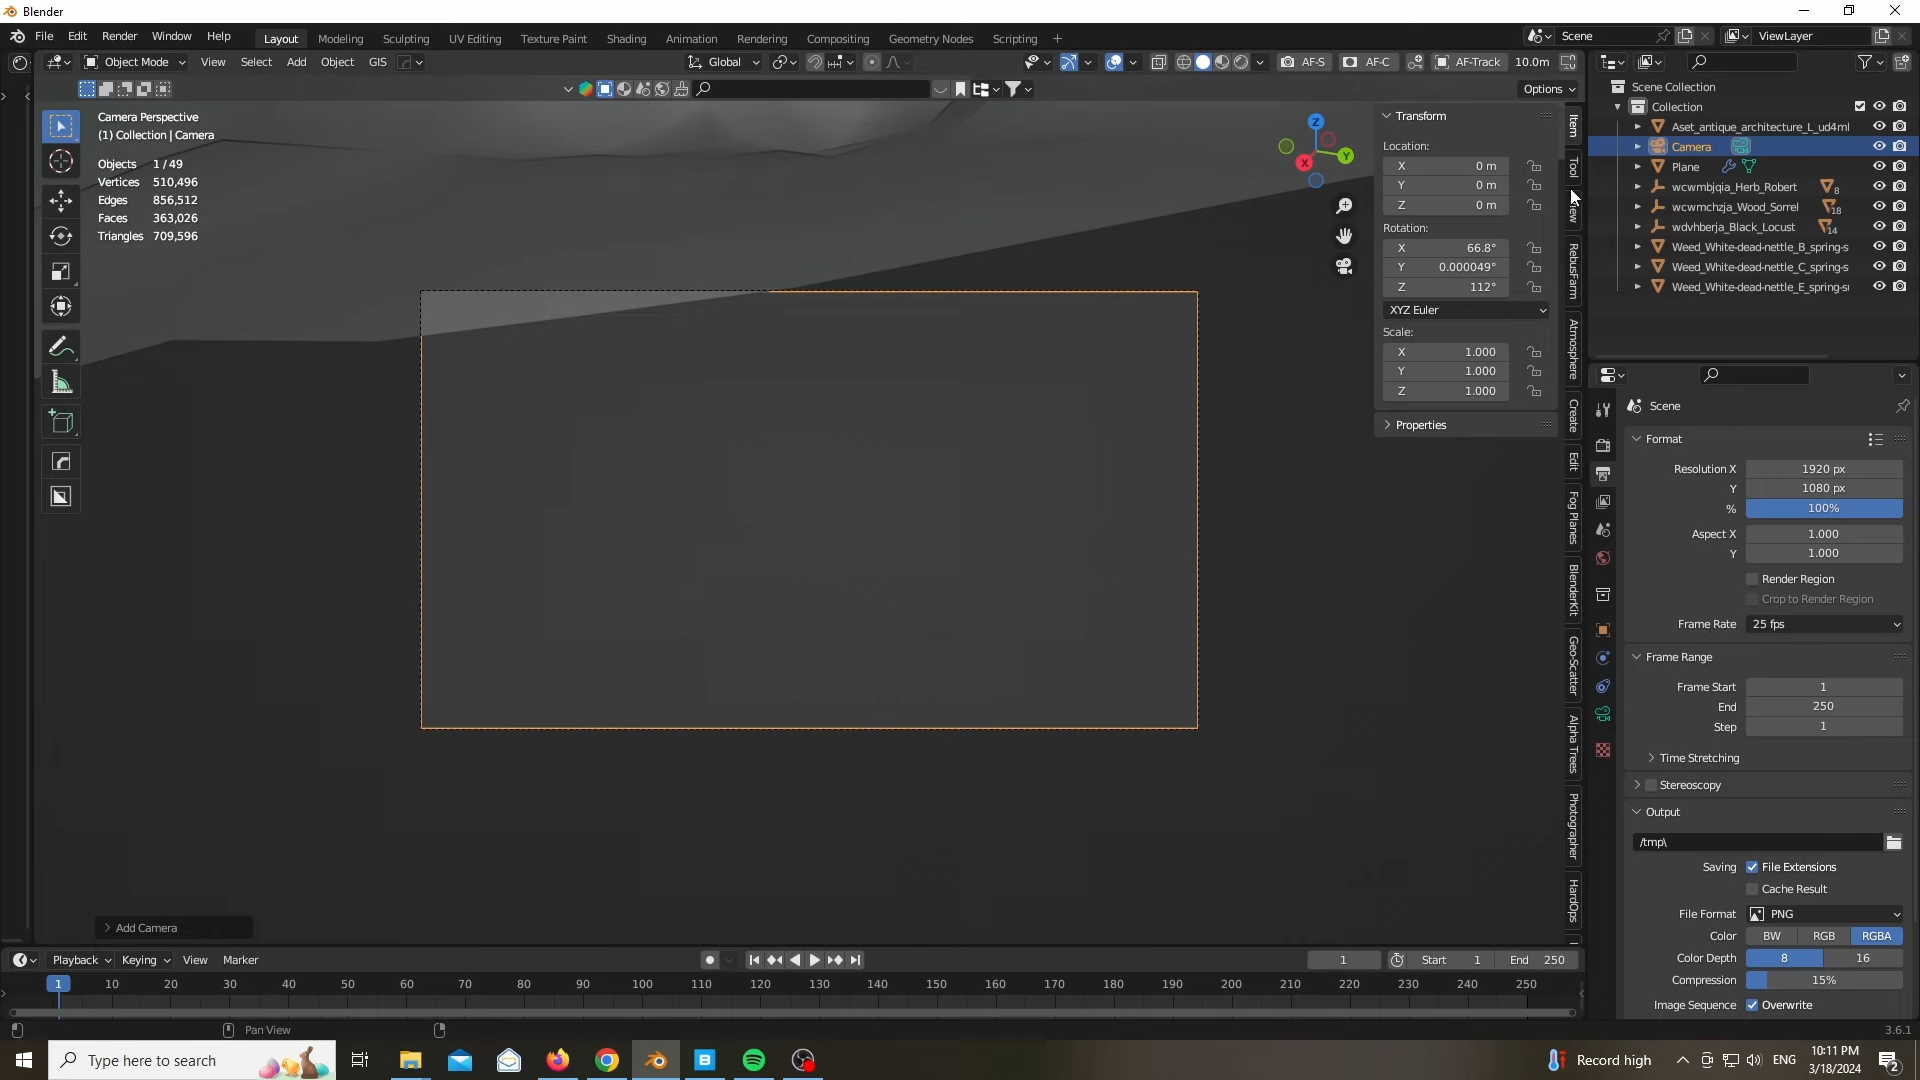 Blender
File Edit Render Window Help Layout Modeling Sculpting UV Editing Texture Paint Shading Animation Rendering Compositing Geometry Nodes Scripting + Scene ViewLayer
Object Mode View Select Add Object GIS Global AF-S AF-C AF-Track 10.0m
Options
Camera Perspective
(1) Collection | Camera
Objects 1 / 49
Vertices 510,496
Edges 856,512
Faces 363,026
Triangles 709,596
Z
Y
X
Transform
Location:
X 0 m
Y 0 m
Z 0 m
Rotation:
X 66.8°
Y 0.000049°
Z 112°
XYZ Euler
Scale:
X 1.000
Y 1.000
Z 1.000
Properties
Item
Tool
RebusFarm
Atmosphere
Create
Edit
Fog Planes
BlenderKit
Geo-Scatter
Alpha Trees
Photographer
HardOps
Scene Collection
Collection
Aset_antique_architecture_L_ud4ml
Camera
Plane
wcwmbjqia_Herb_Robert 8
wcwmchzja_Wood_Sorrel 18
wdvhberja_Black_Locust 14
Weed_White-dead-nettle_B_spring-s
Weed_White-dead-nettle_C_spring-s
Weed_White-dead-nettle_E_spring-s
Scene
Format
Resolution X 1920 px
Y 1080 px
% 100%
Aspect X 1.000
Y 1.000
Render Region
Crop to Render Region
Frame Rate 25 fps
Frame Range
Frame Start 1
End 250
Step 1
Time Stretching
Stereoscopy
Output
/tmp\
Saving File Extensions
Cache Result
File Format PNG
Color BW RGB RGBA
Color Depth 8 16
Compression 15%
Image Sequence Overwrite
Add Camera
Playback Keying View Marker 1 Start 1 End 250
1 10 20 30 40 50 60 70 80 90 100 110 120 130 140 150 160 170 180 190 200 210 220 230 240 250
Pan View
3.6.1
Type here to search
Record high
ENG
10:11 PM
3/18/2024
2